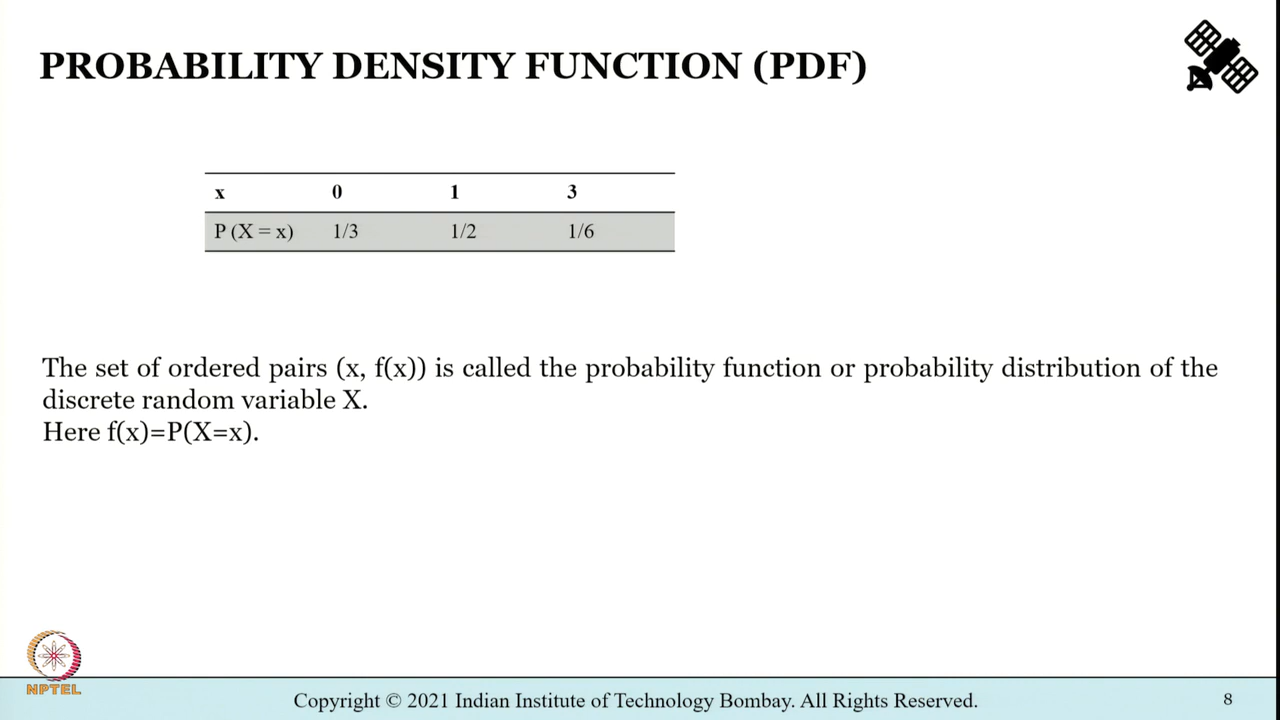 PROBABILITY DENSITY FUNCTION (PDF)
x 0 1 3
P (X = x) 1/3 1/2 1/6
The set of ordered pairs (x, f(x)) is called the probability function or probability distribution of the
discrete random variable X.
Here f(x)=P(X=x).
NPTEL
Copyright © 2021 Indian Institute of Technology Bombay. All Rights Reserved.
8